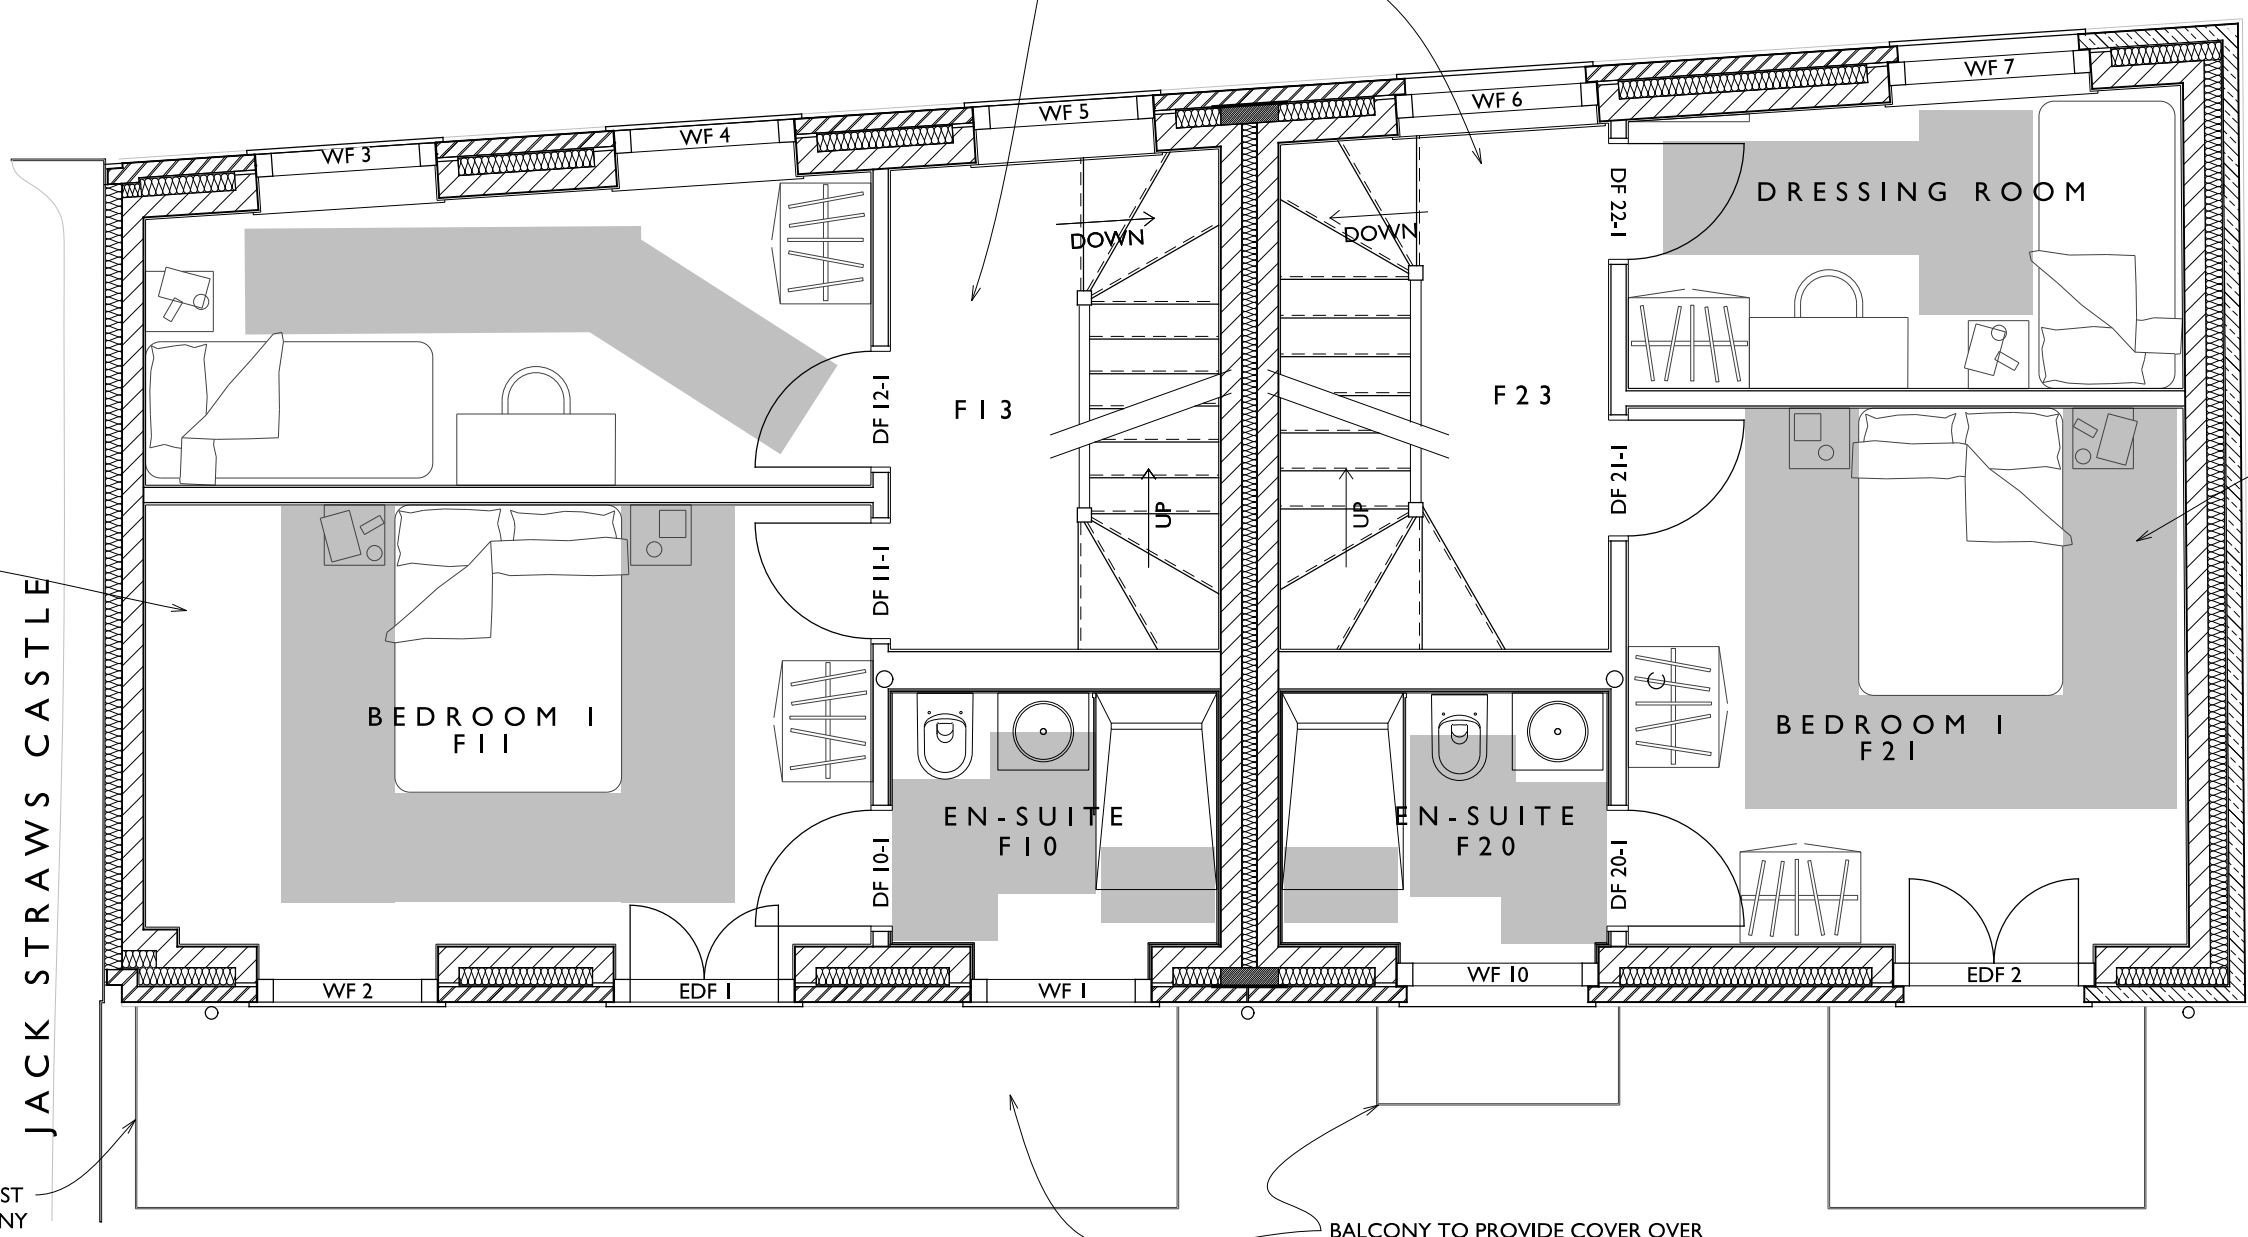 WF 3
WF 4
WF 5
WF 6
WF 7
DRESSING ROOM
DF 22-1
DOWN
DOWN
DF 12-1
F13
F23
DF 21-1
UP
UP
DF 11-1
JACK STRAWS CASTLE
BEDROOM 1
F11
BEDROOM 1
F21
EN-SUITE
F10
EN-SUITE
F20
DF 10-1
DF 20-1
WF 2
EDF 1
WF 1
WF 10
EDF 2
ST
NY
BALCONY TO PROVIDE COVER OVER